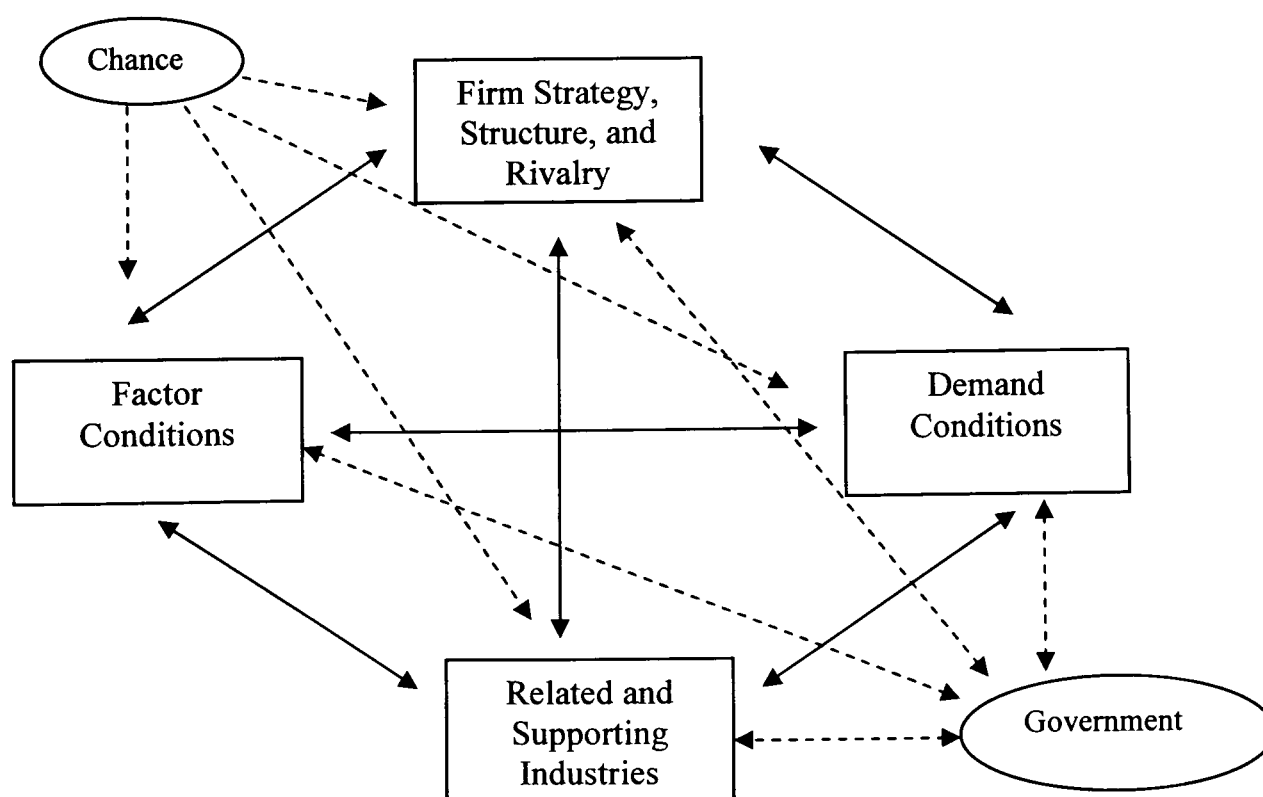 Chance
Firm Strategy,
Structure, and
Rivalry
Factor
Conditions
Demand
Conditions
Related and
Supporting
Industries
Government